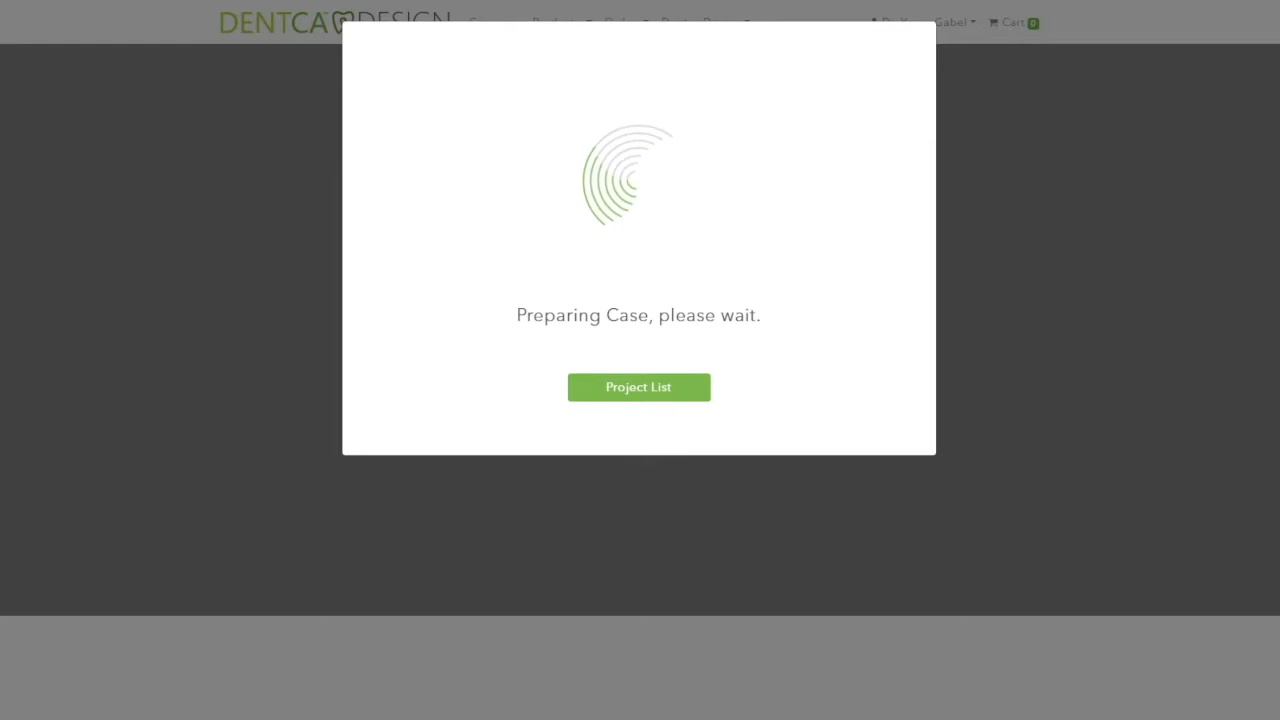 DENTCA DESIGN
Gabel Cart 0
Preparing Case, please wait.
Project List